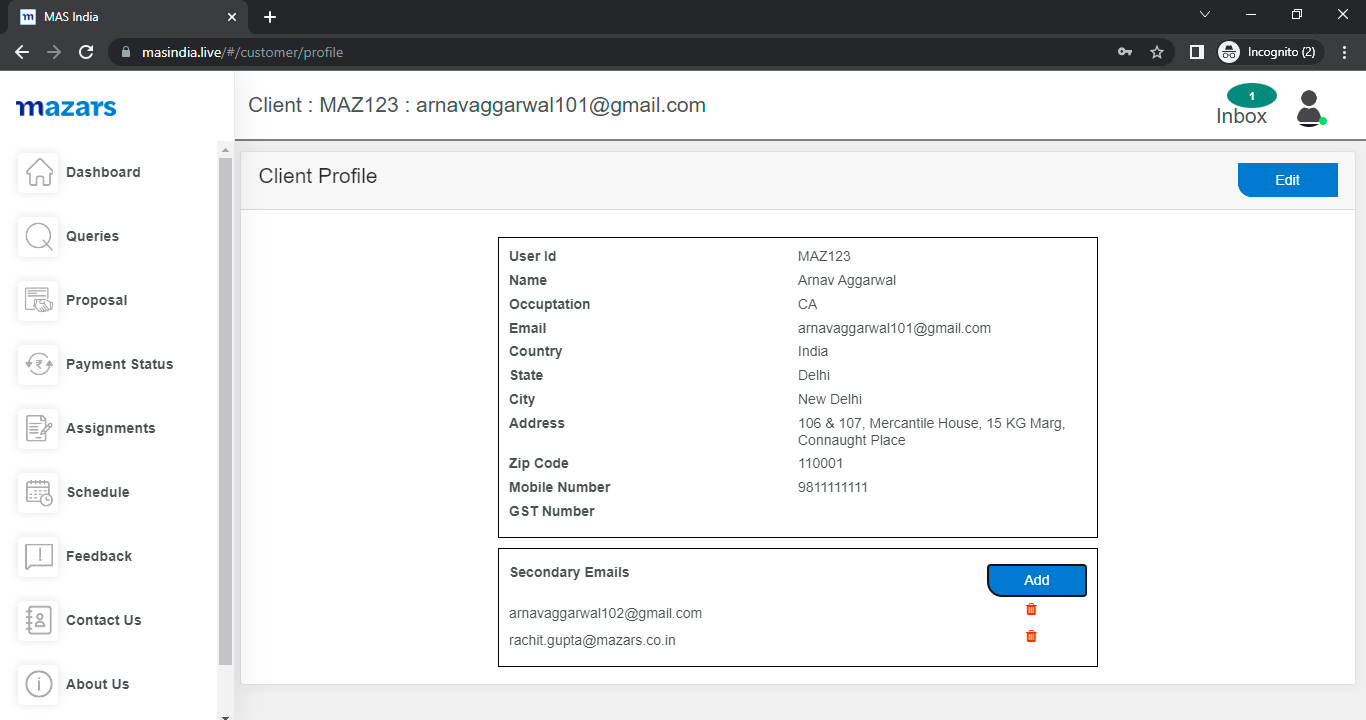 MAS India
masindia.live/#/customer/profile
Incognito (2)
mazars
Client : MAZ123 : arnavaggarwal101@gmail.com
1
Inbox
Dashboard
Queries
Proposal
Payment Status
Assignments
Schedule
Feedback
Contact Us
About Us
Client Profile
Edit
User Id MAZ123
Name Arnav Aggarwal
Occuptation CA
Email arnavaggarwal101@gmail.com
Country India
State Delhi
City New Delhi
Address 106 & 107, Mercantile House, 15 KG Marg,
Connaught Place
Zip Code 110001
Mobile Number 9811111111
GST Number
Secondary Emails
Add
arnavaggarwal102@gmail.com
rachit.gupta@mazars.co.in